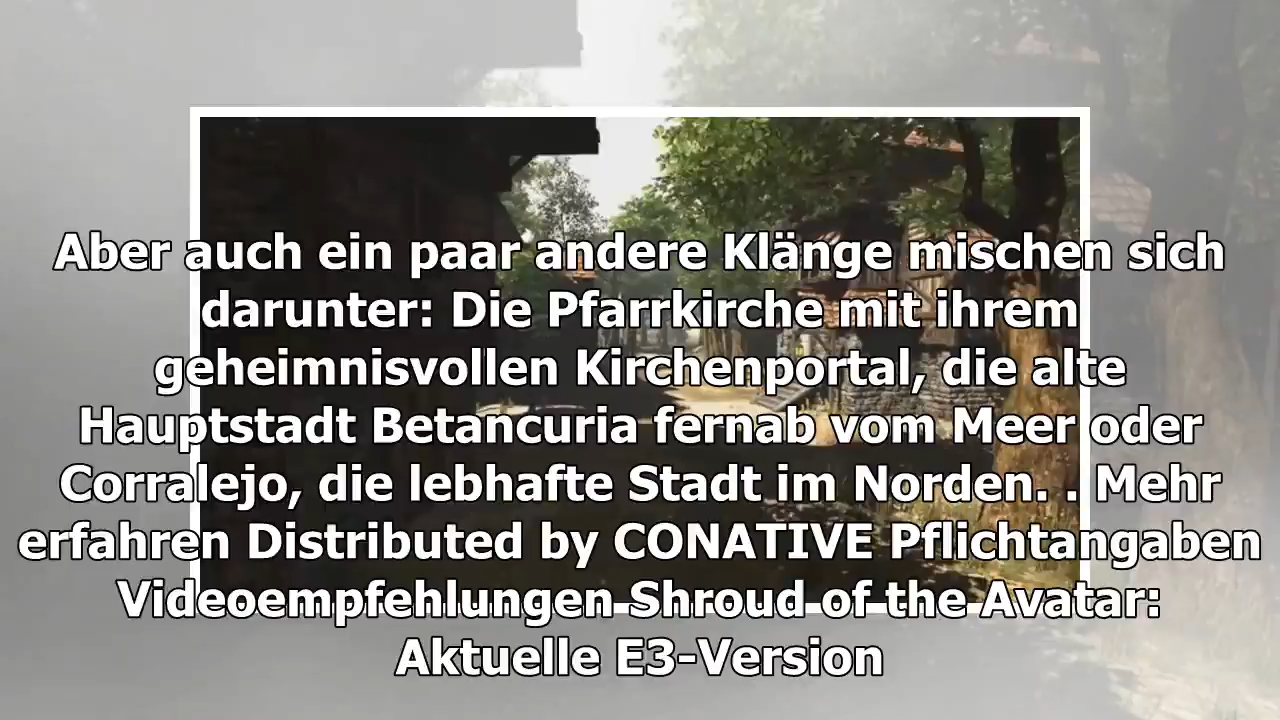 Aber auch ein paar andere Klänge mischen sich
darunter: Die Pfarrkirche mit ihrem
geheimnisvollen Kirchenportal, die alte
Hauptstadt Betancuria fernab vom Meer oder
Corralejo, die lebhafte Stadt im Norden. . Mehr
erfahren Distributed by CONATIVE Pflichtangaben
Videoempfehlungen Shroud of the Avatar:
Aktuelle E3-Version